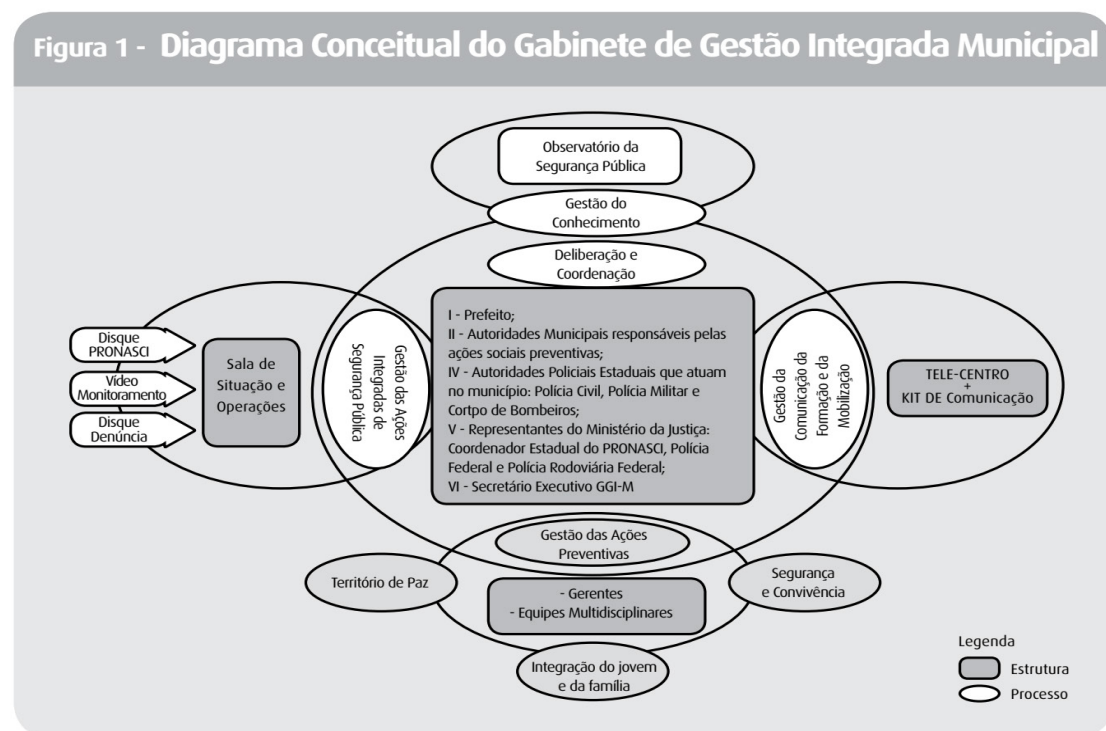 Figura 1 - Diagrama Conceitual do Gabinete de Gestão Integrada Municipal
Observatório da
Segurança Pública
Gestão do
Conhecimento
Deliberação e
Coordenação
Disque
PRONASCI
Vídeo
Monitoramento
Disque
Denúncia
Sala de
Situação e
Operações
Gestão das Ações
Integradas de
Segurança Pública
I - Prefeito;
II - Autoridades Municipais responsáveis pelas
ações sociais preventivas;
IV - Autoridades Policiais Estaduais que atuam
no município: Polícia Civil, Polícia Militar e
Cortpo de Bombeiros;
V - Representantes do Ministério da Justiça:
Coordenador Estadual do PRONASCI, Polícia
Federal e Polícia Rodoviária Federal;
VI - Secretário Executivo GGI-M
Gestão da
Comunicação da
Formação e da
Mobilização
TELE-CENTRO
+
KIT DE Comunicação
Gestão das Ações
Preventivas
Território de Paz
- Gerentes
- Equipes Multidisciplinares
Segurança
e Convivência
Integração do jovem
e da família
Legenda
Estrutura
Processo